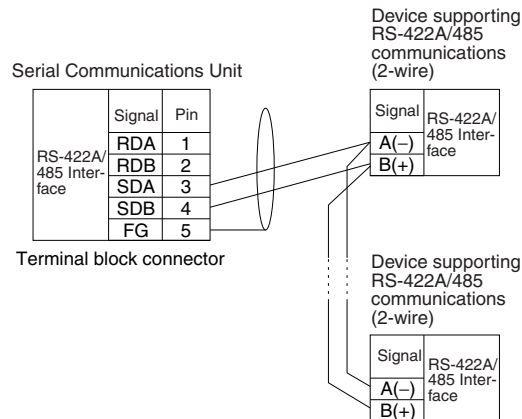 Device supporting
RS-422A/485
communications
(2-wire)
Serial Communications Unit
Signal Pin
RS-422A/
485 Inter-
face
RDA 1
RDB 2
SDA 3
SDB 4
FG 5
Terminal block connector
Signal
RS-422A/
485 Inter-
face
A(−)
B(+)
Device supporting
RS-422A/485
communications
(2-wire)
Signal
RS-422A/
485 Inter-
face
A(−)
B(+)